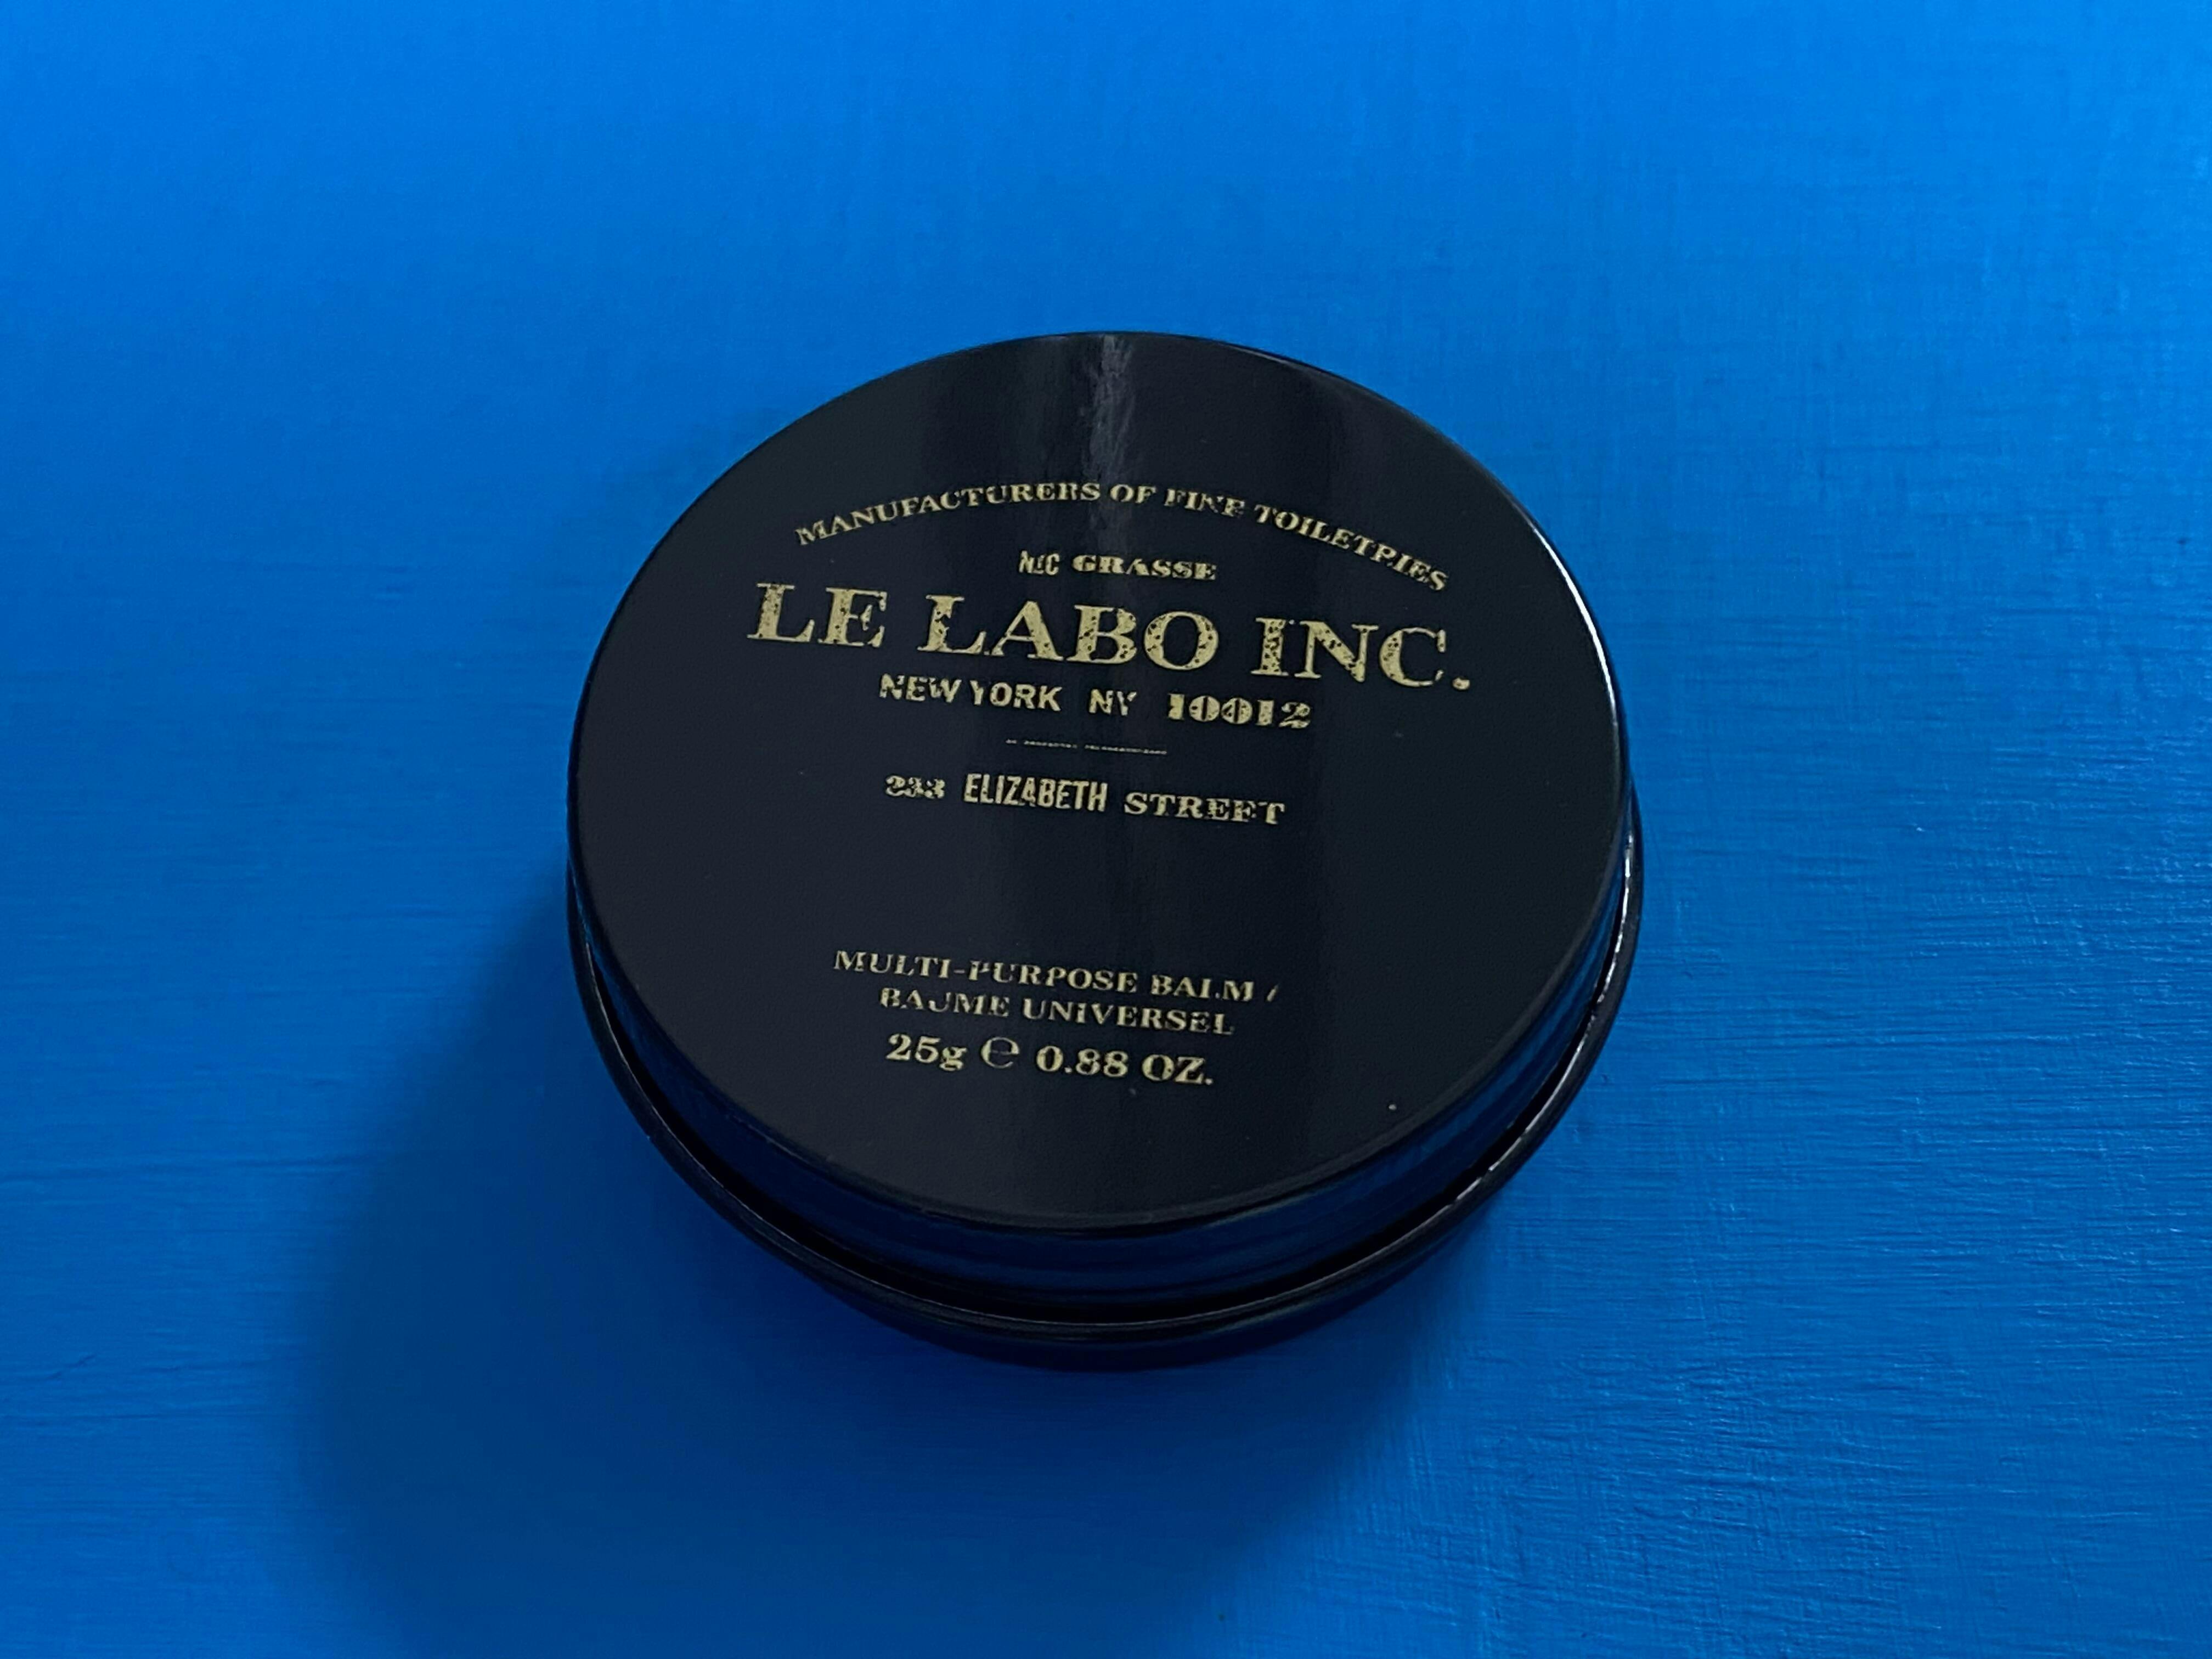 MANUFACTURERS OF FINE TOILETRIES
GRASSE
LE LABO INC.
NEW YORK NY 10012
233 ELIZABETH STREET
MULTI-PURPOSE BALM /
BAUME UNIVERSEL
25g ℮ 0.88 OZ.